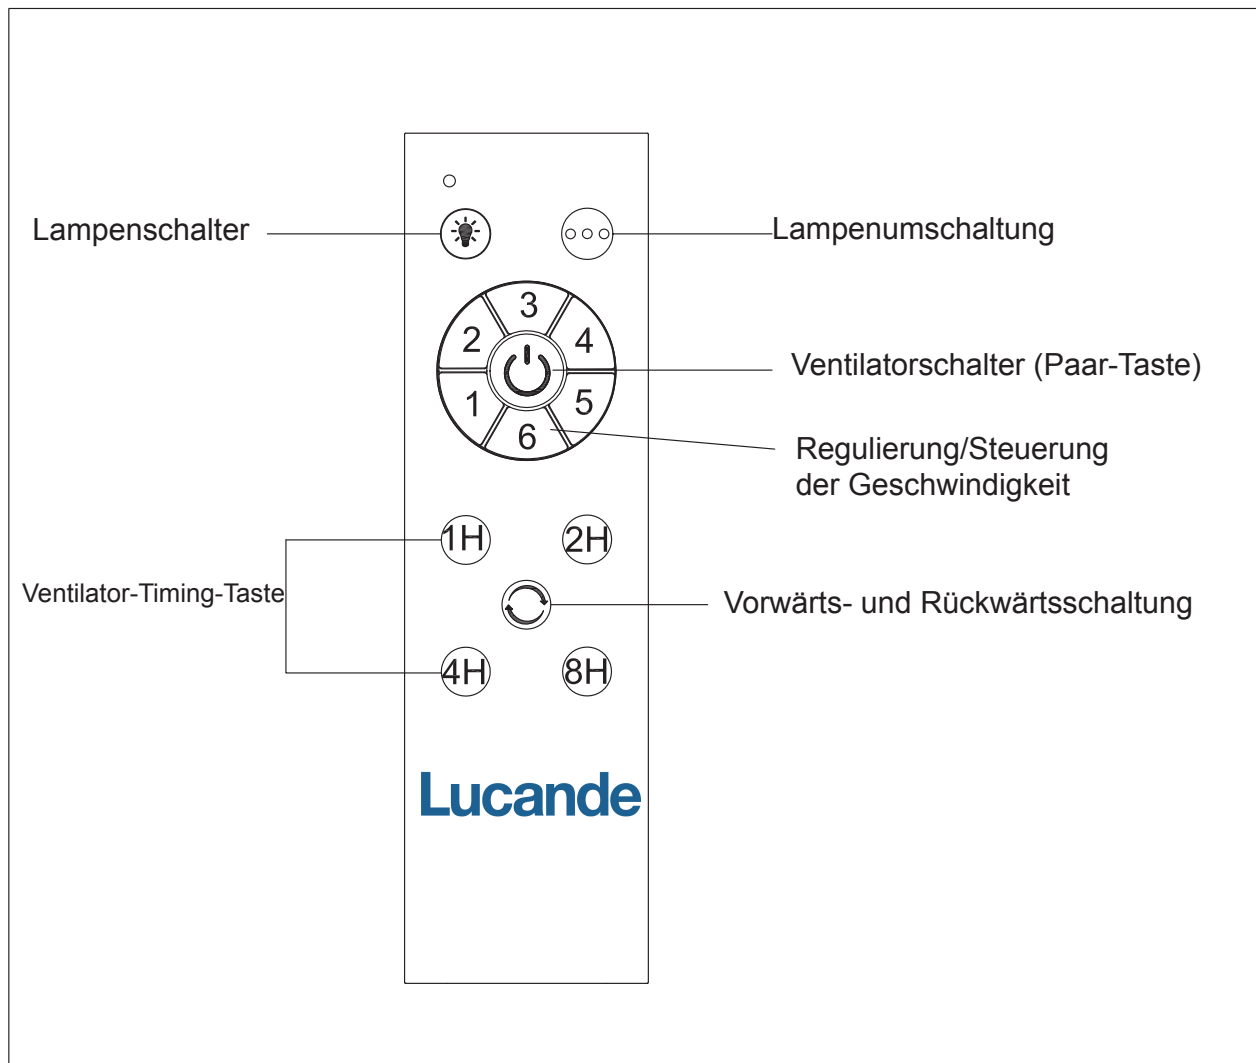 Lampenschalter
Lampenumschaltung
3
2
4
Ventilatorschalter (Paar-Taste)
1
5
6
Regulierung/Steuerung
der Geschwindigkeit
1H
2H
Ventilator-Timing-Taste
Vorwärts- und Rückwärtsschaltung
4H
8H
Lucande